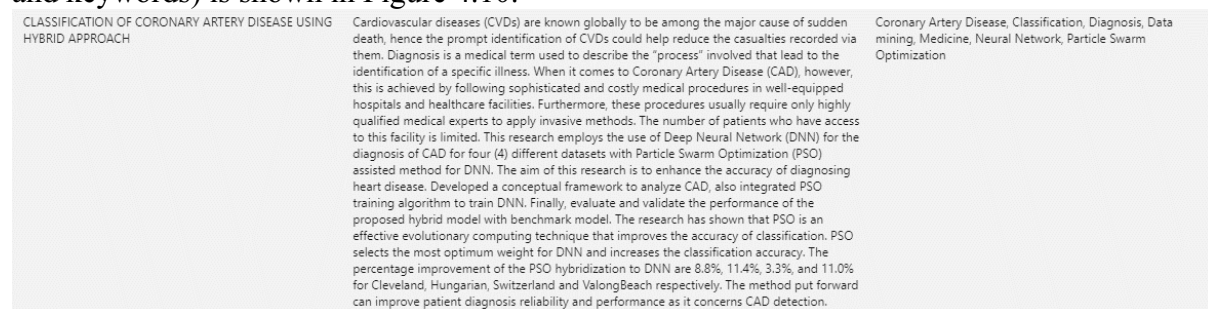 and keywords) is shown in Figure 4.10.
CLASSIFICATION OF CORONARY ARTERY DISEASE USING
HYBRID APPROACH
Cardiovascular diseases (CVDs) are known globally to be among the major cause of sudden
death, hence the prompt identification of CVDs could help reduce the casualties recorded via
them. Diagnosis is a medical term used to describe the “process” involved that lead to the
identification of a specific illness. When it comes to Coronary Artery Disease (CAD), however,
this is achieved by following sophisticated and costly medical procedures in well-equipped
hospitals and healthcare facilities. Furthermore, these procedures usually require only highly
qualified medical experts to apply invasive methods. The number of patients who have access
to this facility is limited. This research employs the use of Deep Neural Network (DNN) for the
diagnosis of CAD for four (4) different datasets with Particle Swarm Optimization (PSO)
assisted method for DNN. The aim of this research is to enhance the accuracy of diagnosing
heart disease. Developed a conceptual framework to analyze CAD, also integrated PSO
training algorithm to train DNN. Finally, evaluate and validate the performance of the
proposed hybrid model with benchmark model. The research has shown that PSO is an
effective evolutionary computing technique that improves the accuracy of classification. PSO
selects the most optimum weight for DNN and increases the classification accuracy. The
percentage improvement of the PSO hybridization to DNN are 8.8%, 11.4%, 3.3%, and 11.0%
for Cleveland, Hungarian, Switzerland and ValongBeach respectively. The method put forward
can improve patient diagnosis reliability and performance as it concerns CAD detection.
Coronary Artery Disease, Classification, Diagnosis, Data
mining, Medicine, Neural Network, Particle Swarm
Optimization